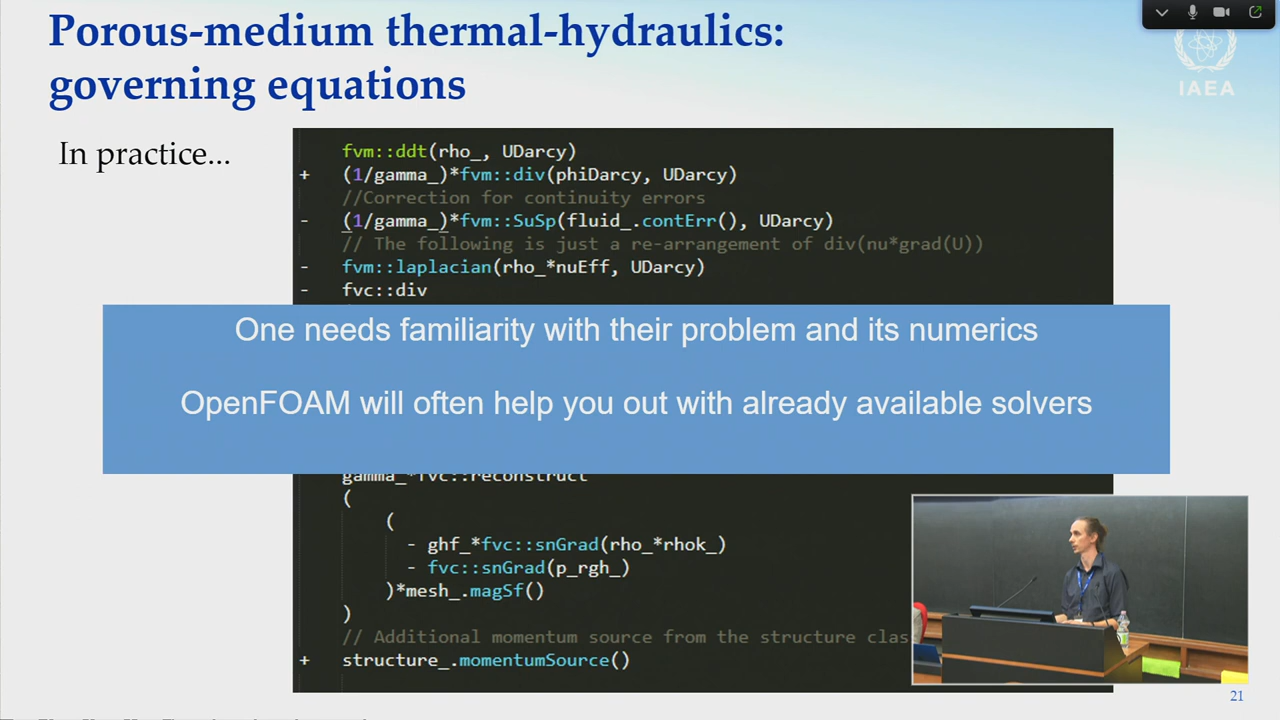 Porous-medium thermal-hydraulics:
governing equations
IAEA
In practice...
fvm::ddt(rho_, UDarcy)
+ (1/gamma_)*fvm::div(phiDarcy, UDarcy)
//Correction for continuity errors
- (1/gamma_)*fvm::SuSp(fluid_.contErr(), UDarcy)
// The following is just a re-arrangement of div(nu*grad(U))
- fvm::laplacian(rho_*nuEff, UDarcy)
- fvc::div
One needs familiarity with their problem and its numerics
OpenFOAM will often help you out with already available solvers
gamma_*fvc::reconstruct
(
(
- ghf_*fvc::snGrad(rho_*rhok_)
- fvc::snGrad(p_rgh_)
)*mesh_.magSf()
)
// Additional momentum source from the structure clas
+ structure_.momentumSource()
21